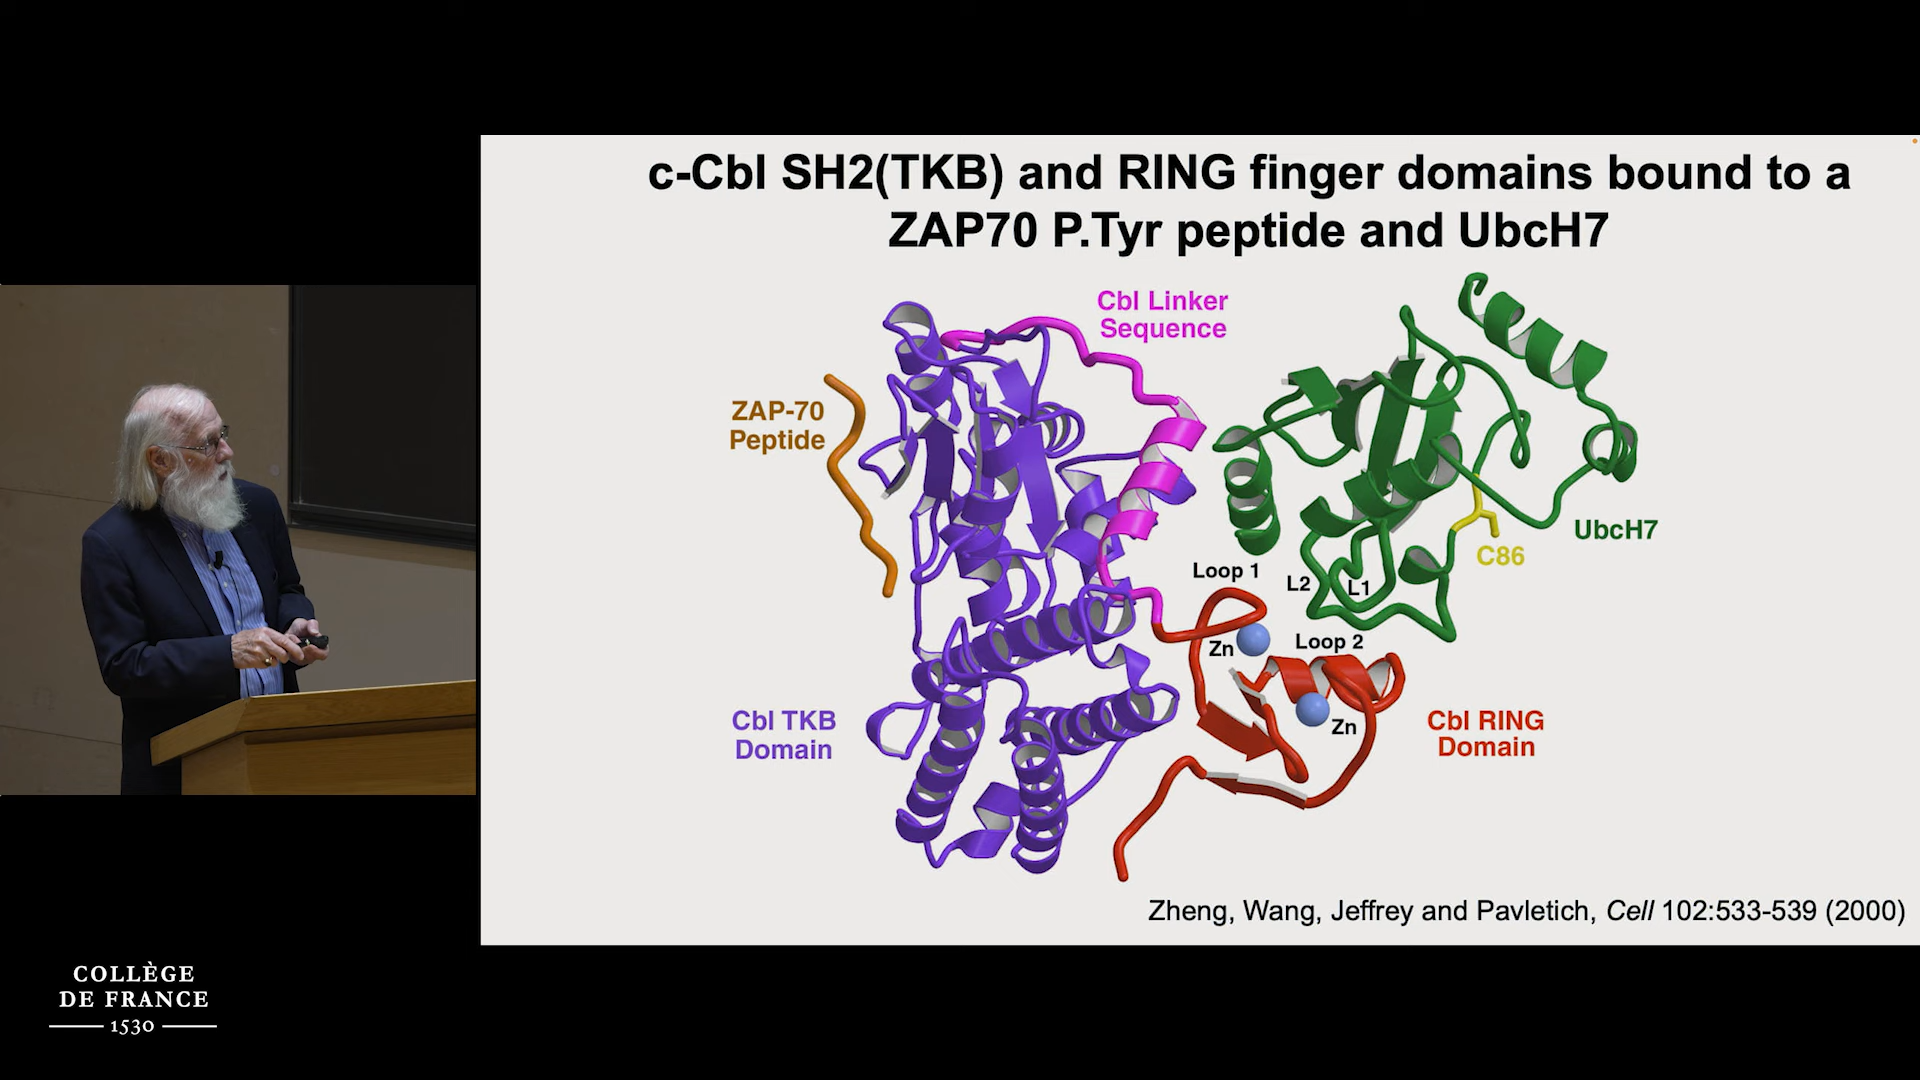 c-Cbl SH2(TKB) and RING finger domains bound to a
ZAP70 P.Tyr peptide and UbcH7
Cbl Linker
Sequence
ZAP-70
Peptide
UbcH7
C86
Loop 1
L2
L1
Zn
Loop 2
Zn
Cbl TKB
Domain
Cbl RING
Domain
Zheng, Wang, Jeffrey and Pavletich, Cell 102:533-539 (2000)
COLLÈGE
DE FRANCE
1530